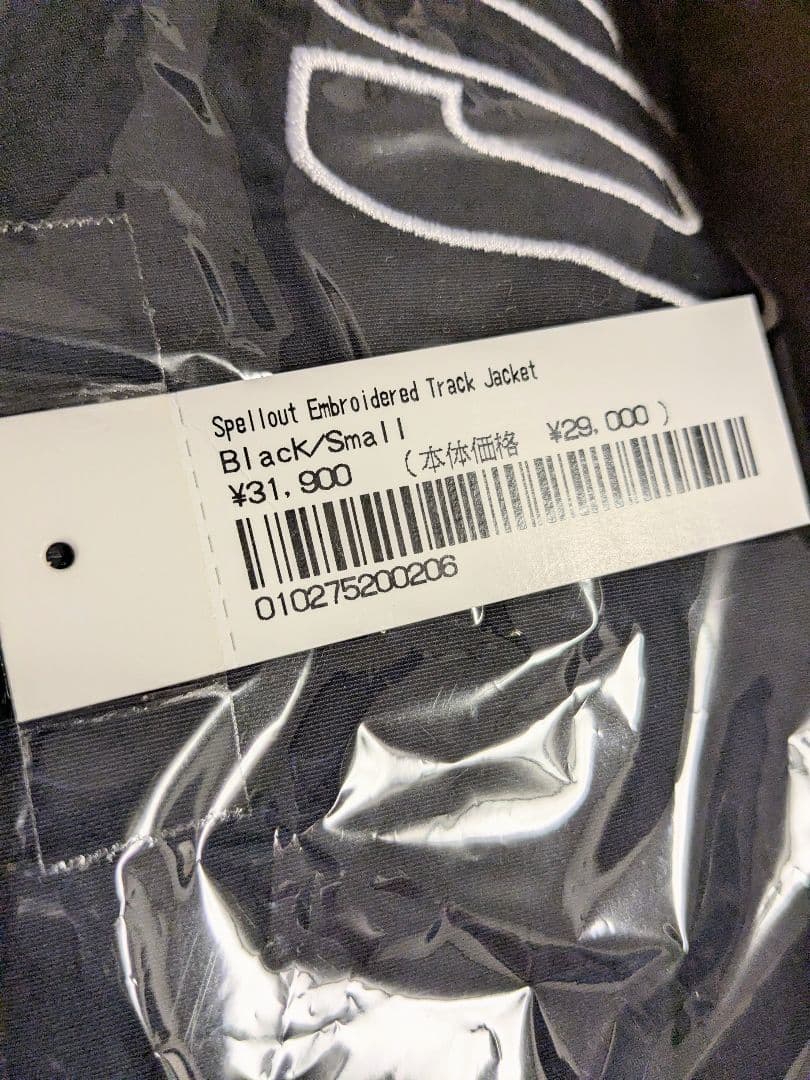 Spellout Embroidered Track Jacket
Black/Small
¥31,900 (本体価格 ¥29,000)
010275200206